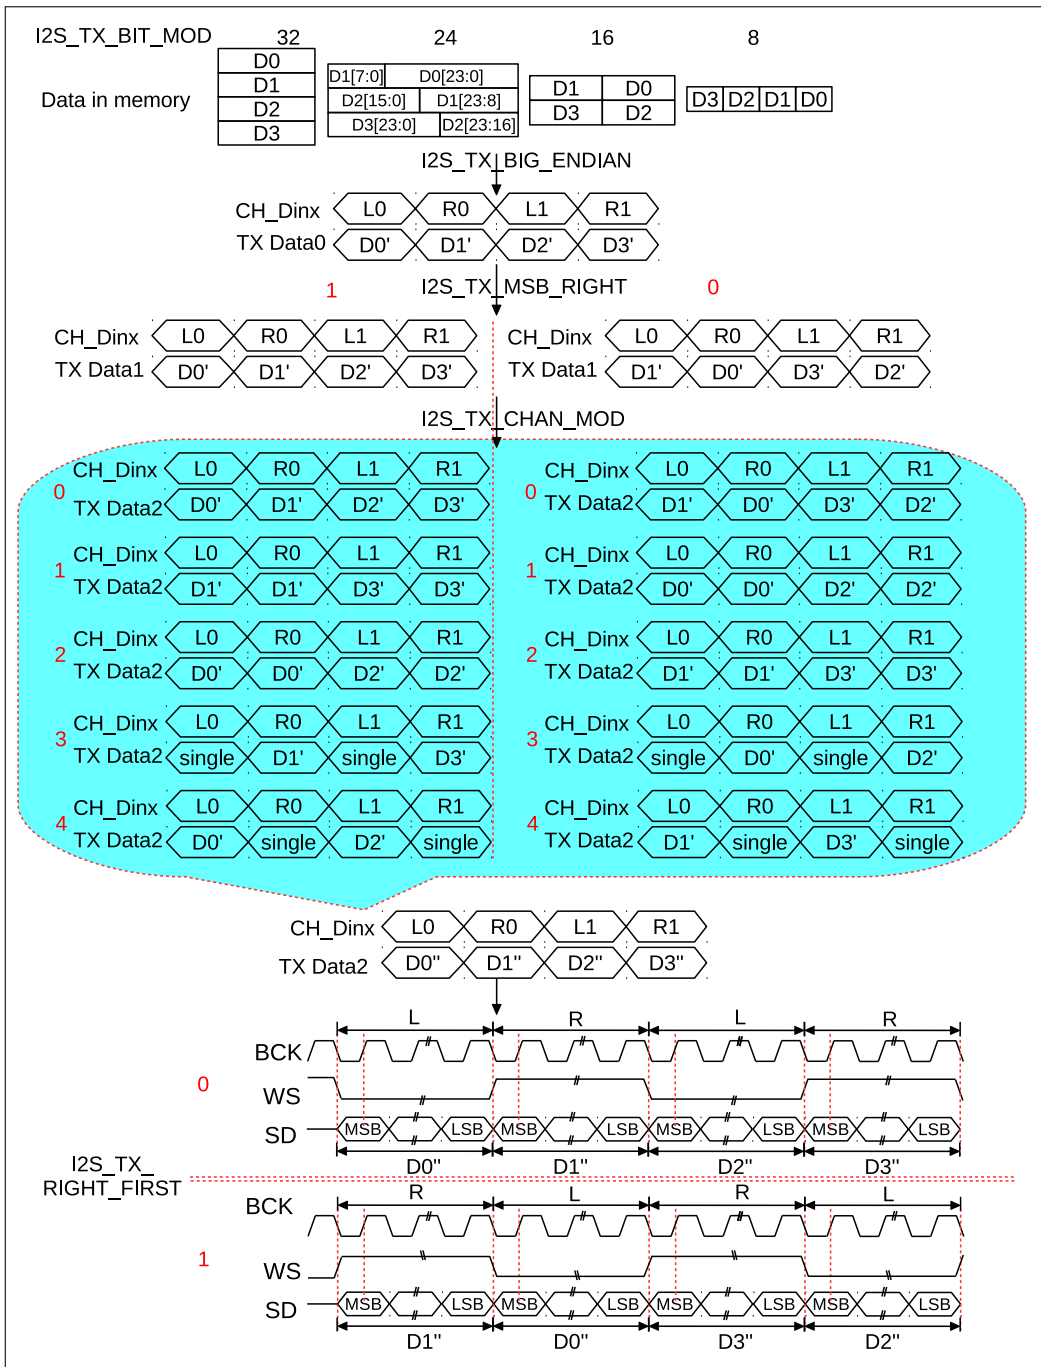 I2S_TX_BIT_MOD 32 24 16 8
Data in memory
D0
D1
D2
D3
D1[7:0] D0[23:0]
D2[15:0] D1[23:8]
D3[23:0] D2[23:16]
D1 D0
D3 D2
D3 D2 D1 D0
I2S_TX_BIG_ENDIAN
CH_Dinx L0 R0 L1 R1
TX Data0 D0' D1' D2' D3'
1 I2S_TX_MSB_RIGHT 0
CH_Dinx L0 R0 L1 R1 CH_Dinx L0 R0 L1 R1
TX Data1 D0' D1' D2' D3' TX Data1 D1' D0' D3' D2'
I2S_TX_CHAN_MOD
0 CH_Dinx L0 R0 L1 R1 0 CH_Dinx L0 R0 L1 R1
TX Data2 D0' D1' D2' D3' TX Data2 D1' D0' D3' D2'
1 CH_Dinx L0 R0 L1 R1 1 CH_Dinx L0 R0 L1 R1
TX Data2 D1' D1' D3' D3' TX Data2 D0' D0' D2' D2'
2 CH_Dinx L0 R0 L1 R1 2 CH_Dinx L0 R0 L1 R1
TX Data2 D0' D0' D2' D2' TX Data2 D1' D1' D3' D3'
3 CH_Dinx L0 R0 L1 R1 3 CH_Dinx L0 R0 L1 R1
TX Data2 single D1' single D3' TX Data2 single D0' single D2'
4 CH_Dinx L0 R0 L1 R1 4 CH_Dinx L0 R0 L1 R1
TX Data2 D0' single D2' single TX Data2 D1' single D3' single
CH_Dinx L0 R0 L1 R1
TX Data2 D0'' D1'' D2'' D3''
L R L R
BCK
0
WS
SD MSB LSB MSB LSB MSB LSB MSB LSB
D0'' D1'' D2'' D3''
I2S_TX_
RIGHT_FIRST
R L R L
BCK
1
WS
SD MSB LSB MSB LSB MSB LSB MSB LSB
D1'' D0'' D3'' D2''